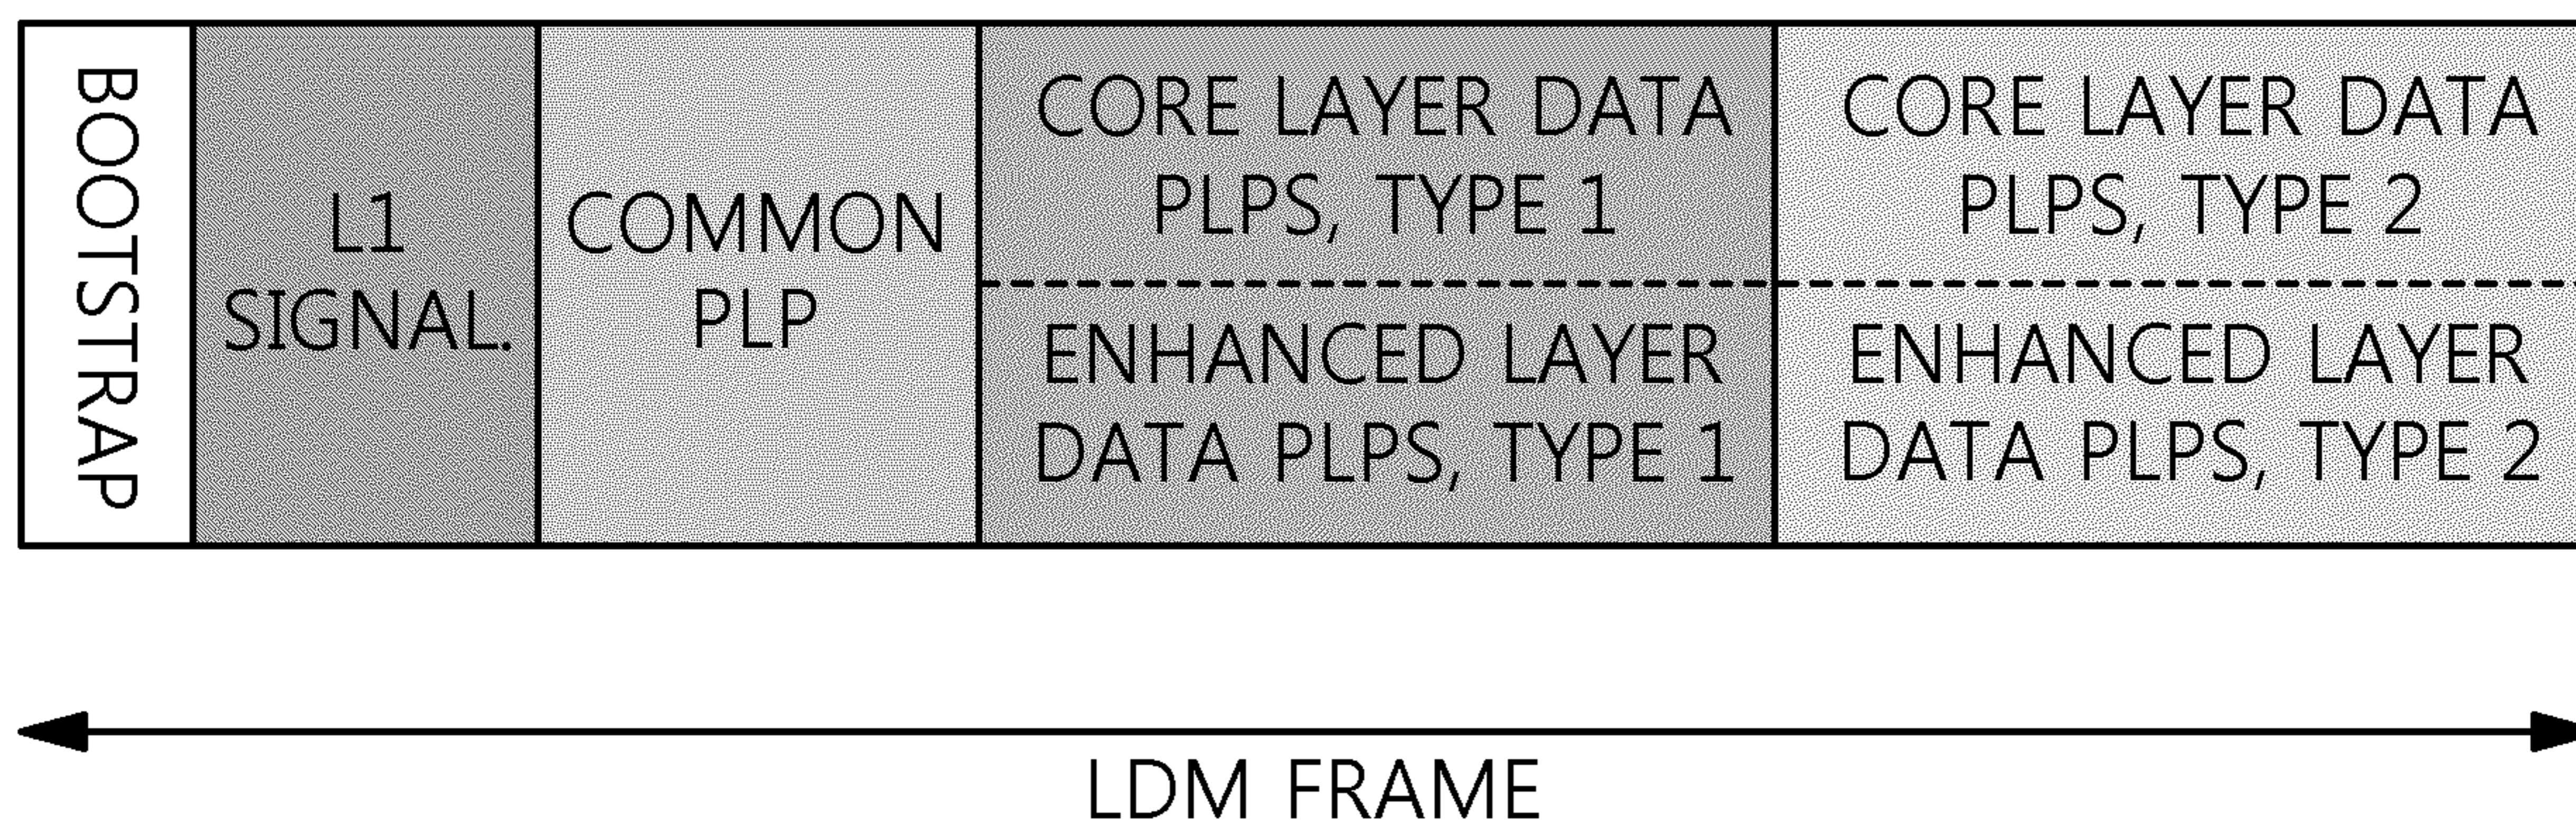 BOOTSTRAP
L1
SIGNAL.
COMMON
PLP
CORE LAYER DATA
PLPS, TYPE 1
ENHANCED LAYER
DATA PLPS, TYPE 1
CORE LAYER DATA
PLPS, TYPE 2
ENHANCED LAYER
DATA PLPS, TYPE 2
LDM FRAME